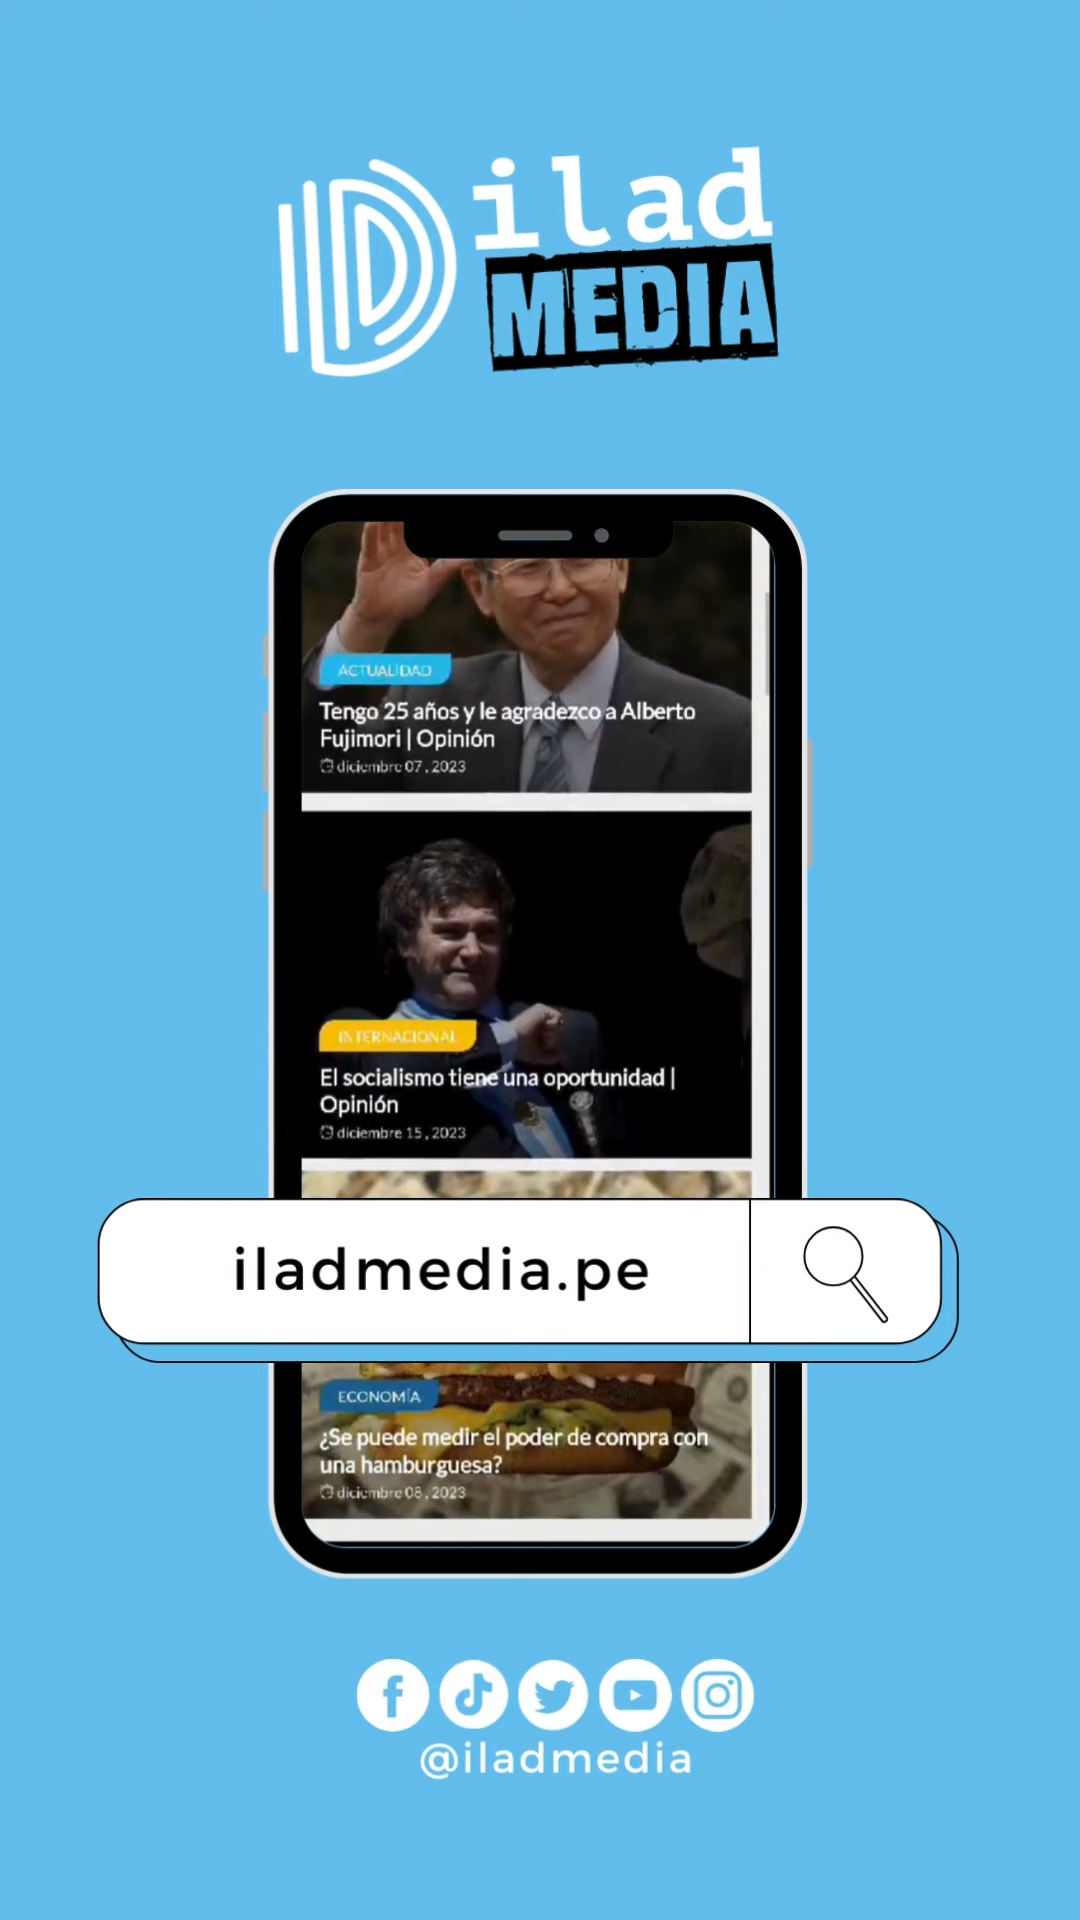 ilad
MEDIA
ACTUALIDAD
Tengo 25 años y le agradezco a Alberto
Fujimori | Opinión
diciembre 07, 2023
INTERNACIONAL
El socialismo tiene una oportunidad |
Opinión
diciembre 15, 2023
iladmedia.pe
ECONOMÍA
¿Se puede medir el poder de compra con
una hamburguesa?
diciembre 08, 2023
@iladmedia